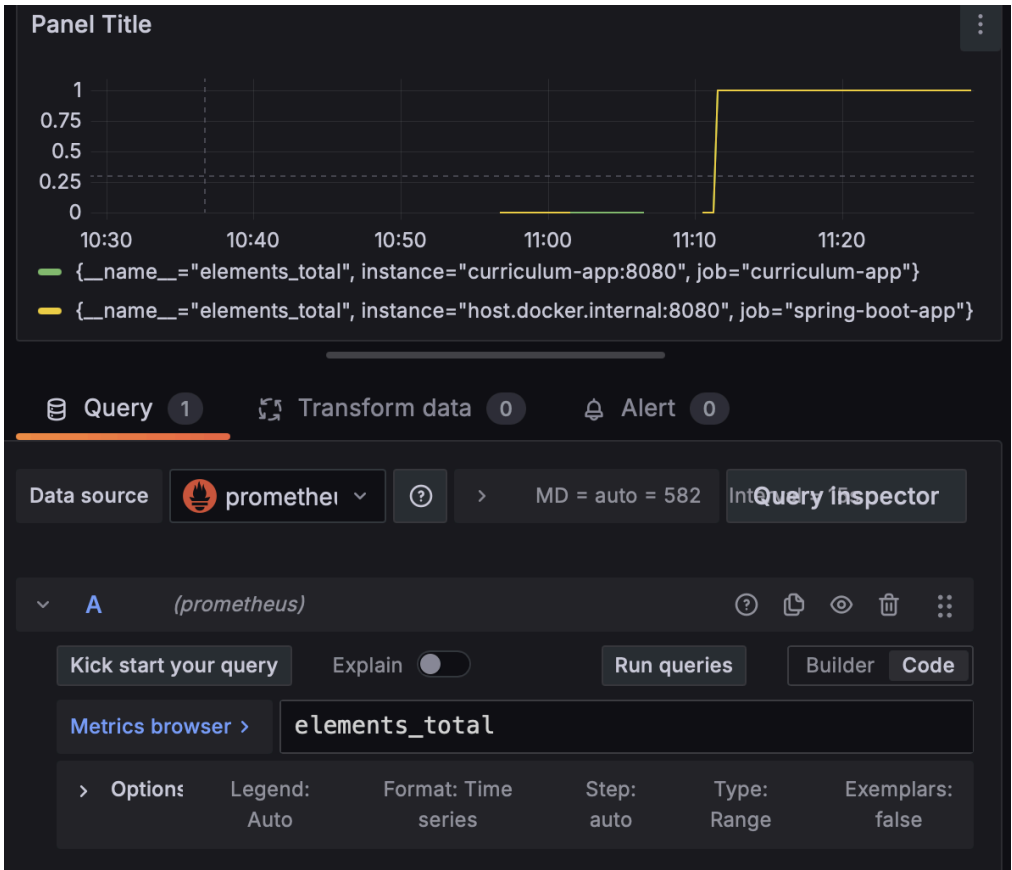 Panel Title
1
0.75
0.5
0.25
0
10:30 10:40 10:50 11:00 11:10 11:20
{__name__="elements_total", instance="curriculum-app:8080", job="curriculum-app"}
{__name__="elements_total", instance="host.docker.internal:8080", job="spring-boot-app"}
Query 1 Transform data 0 Alert 0
Data source prometheu MD = auto = 582 Interval = 15s Query inspector
A (prometheus)
Kick start your query Explain Run queries Builder Code
Metrics browser > elements_total
Options Legend: Auto Format: Time series Step: auto Type: Range Exemplars: false